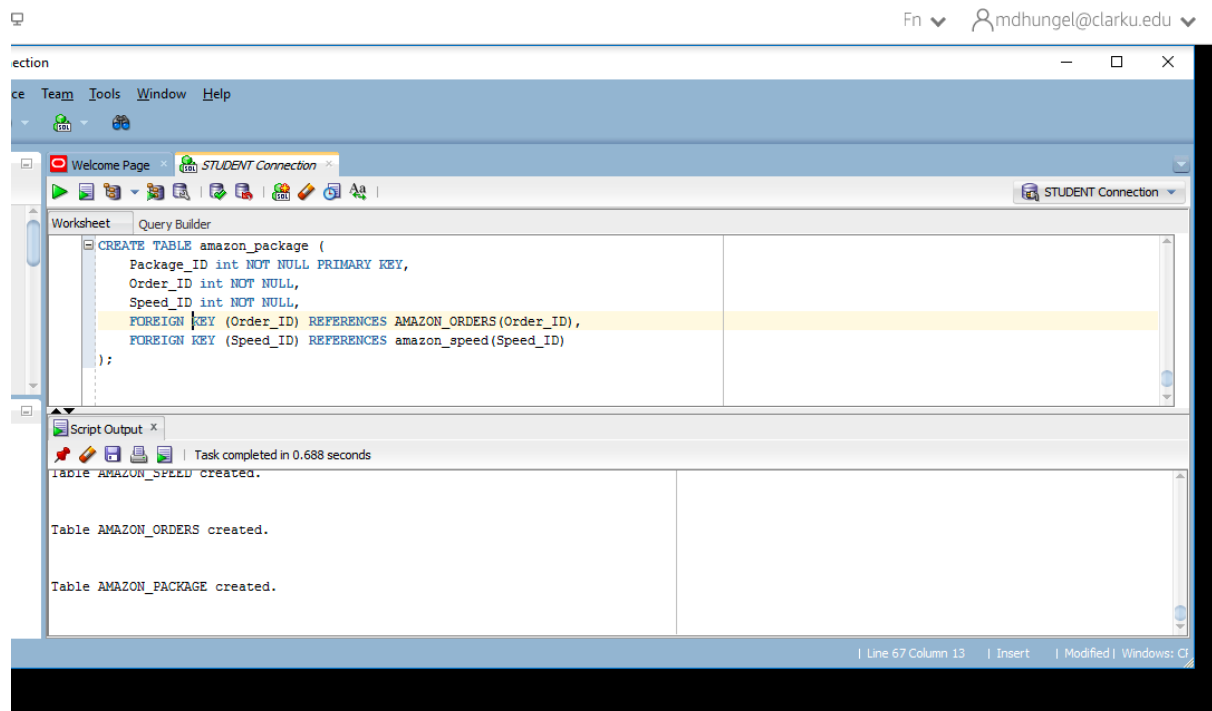 Fn mdhungel@clarku.edu
ection
ce Team Tools Window Help
Welcome Page STUDENT Connection
STUDENT Connection
Worksheet Query Builder
CREATE TABLE amazon_package (
Package_ID int NOT NULL PRIMARY KEY,
Order_ID int NOT NULL,
Speed_ID int NOT NULL,
FOREIGN KEY (Order_ID) REFERENCES AMAZON_ORDERS(Order_ID),
FOREIGN KEY (Speed_ID) REFERENCES amazon_speed(Speed_ID)
);
Script Output x
Task completed in 0.688 seconds
Table AMAZON_SPEED created.
Table AMAZON_ORDERS created.
Table AMAZON_PACKAGE created.
| Line 67 Column 13 | Insert | Modified | Windows: CF